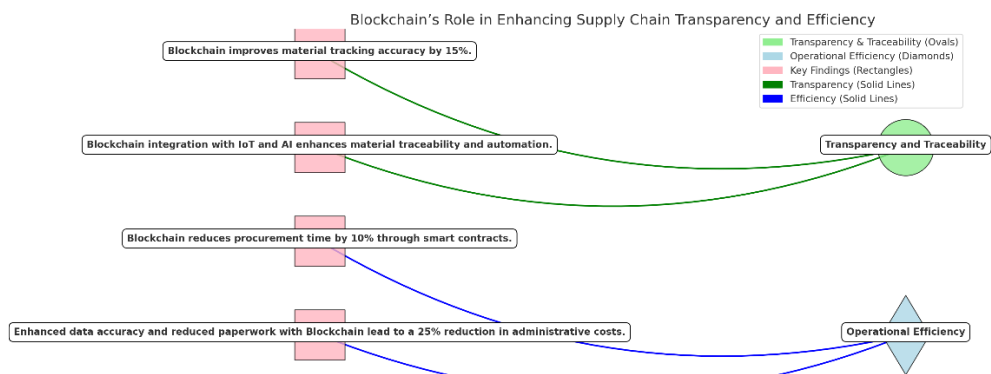 Blockchain’s Role in Enhancing Supply Chain Transparency and Efficiency
Transparency & Traceability (Ovals)
Operational Efficiency (Diamonds)
Key Findings (Rectangles)
Transparency (Solid Lines)
Efficiency (Solid Lines)
Blockchain improves material tracking accuracy by 15%.
Blockchain integration with IoT and AI enhances material traceability and automation.
Transparency and Traceability
Blockchain reduces procurement time by 10% through smart contracts.
Enhanced data accuracy and reduced paperwork with Blockchain lead to a 25% reduction in administrative costs.
Operational Efficiency